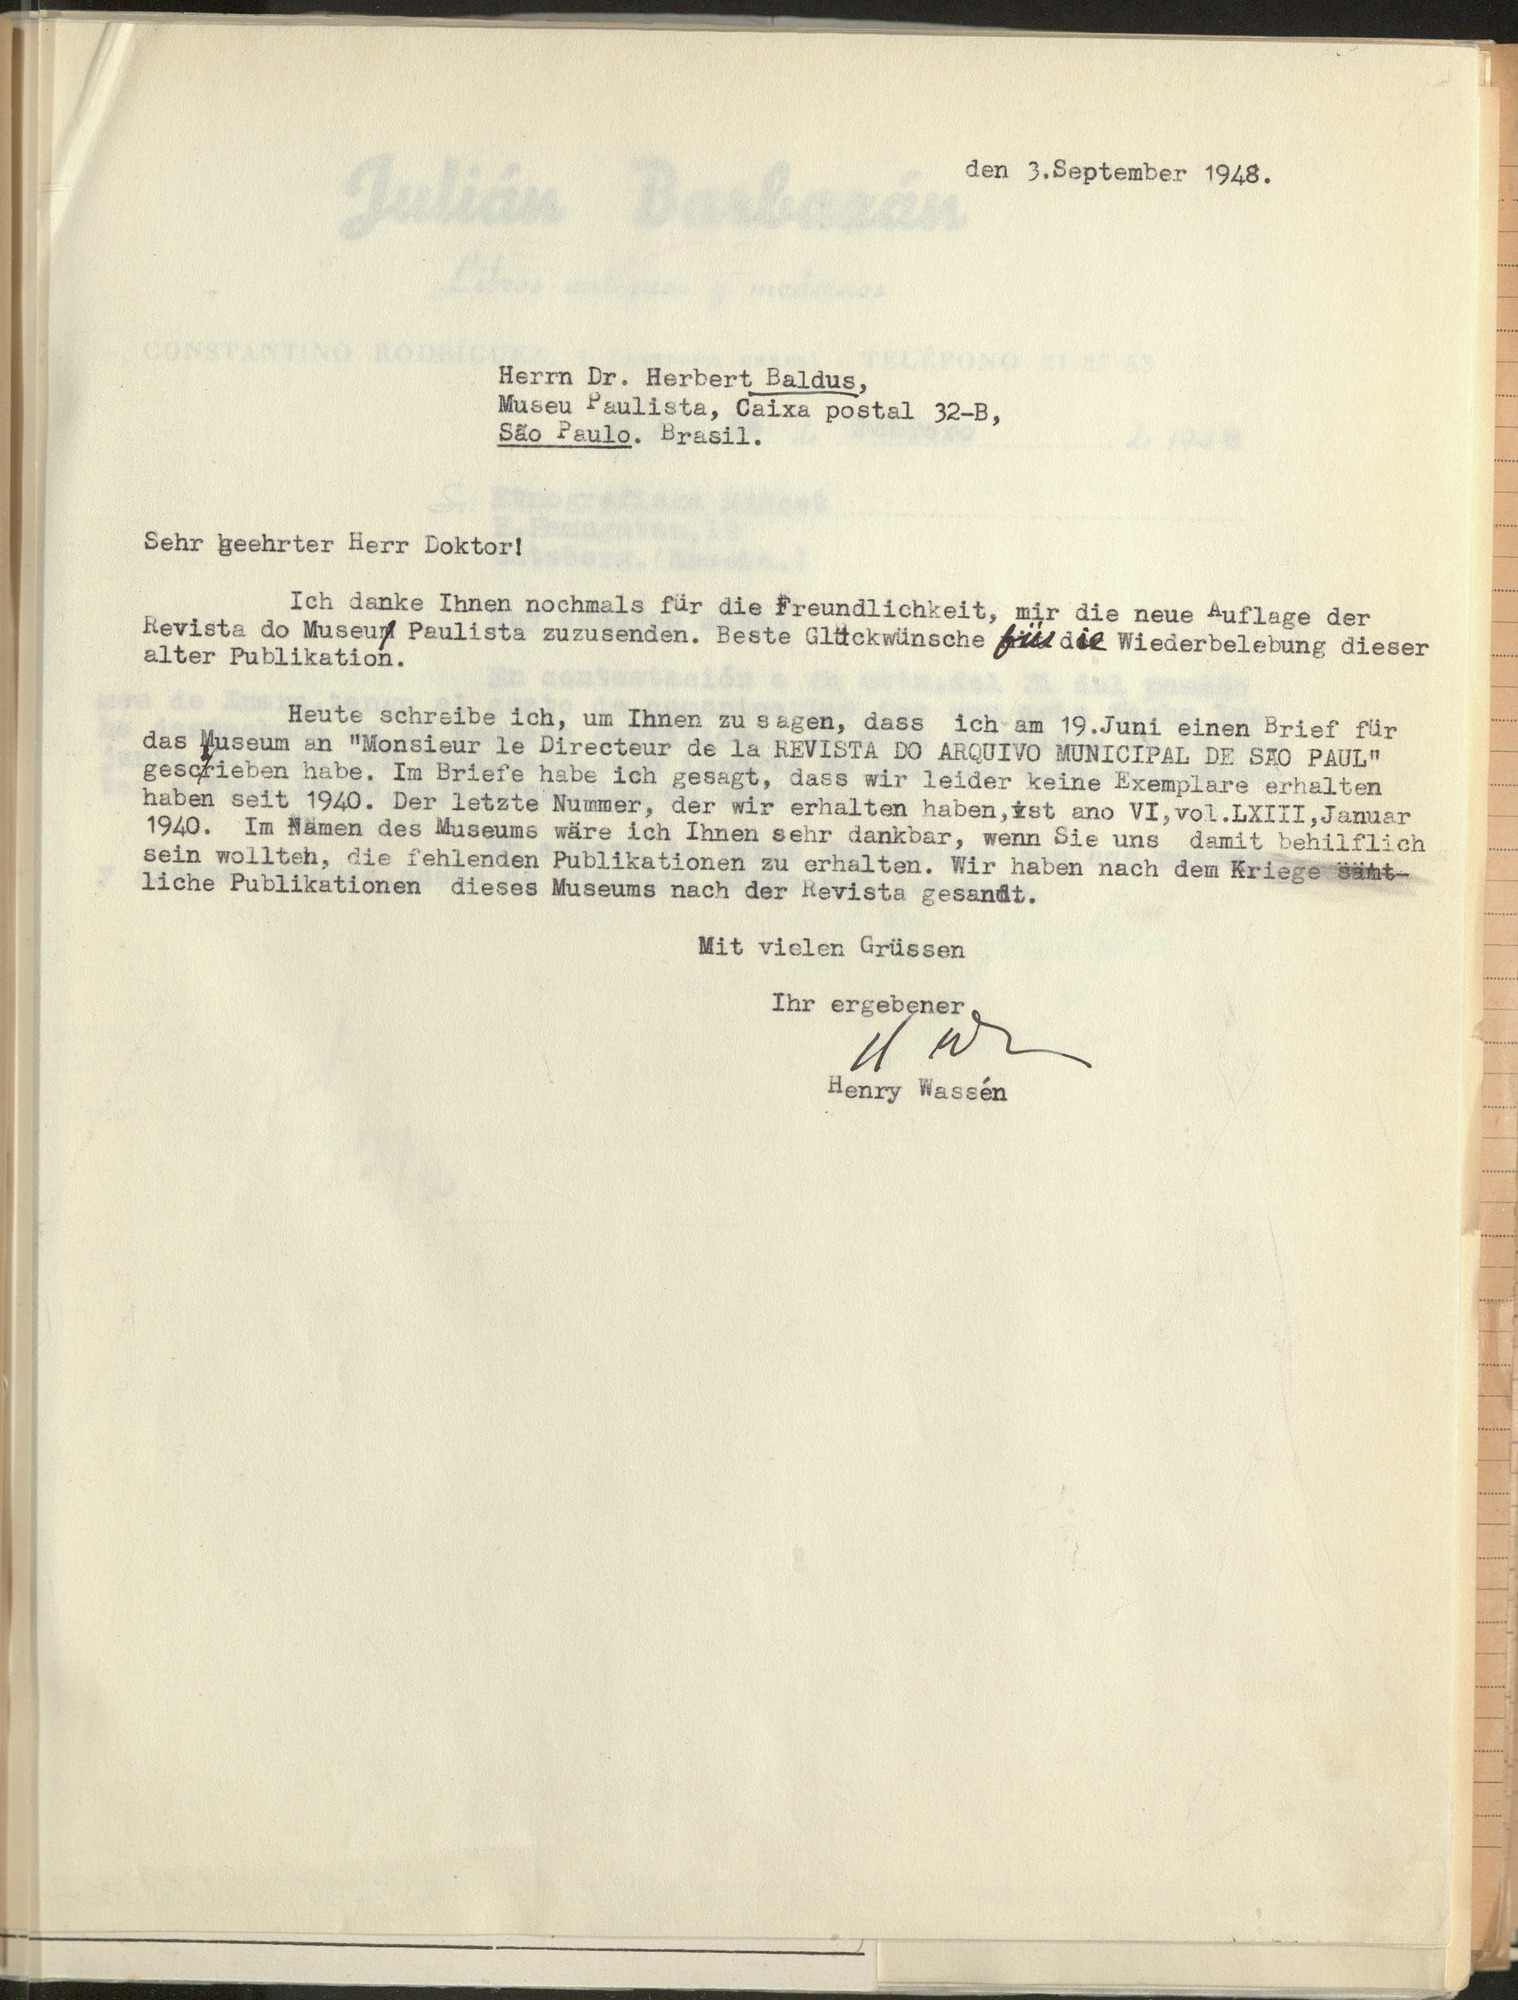 den 3.September 1948.
Herrn Dr. Herbert Baldus,
Museu Paulista, Caixa postal 32-B,
São Paulo. Brasil.
Sehr geehrter Herr Doktor!
Ich danke Ihnen nochmals für die Freundlichkeit, mir die neue Auflage der
Revista do Museu Paulista zuzusenden. Beste Glückwünsche für die Wiederbelebung dieser
alter Publikation.
Heute schreibe ich, um Ihnen zu sagen, dass ich am 19.Juni einen Brief für
das Museum an "Monsieur le Directeur de la REVISTA DO ARQUIVO MUNICIPAL DE SÃO PAUL"
geschrieben habe. Im Briefe habe ich gesagt, dass wir leider keine Exemplare erhalten
haben seit 1940. Der letzte Nummer, der wir erhalten haben,ist ano VI,vol.LXIII,Januar
1940. Im Namen des Museums wäre ich Ihnen sehr dankbar, wenn Sie uns damit behilflich
sein wollten, die fehlenden Publikationen zu erhalten. Wir haben nach dem Kriege sämt-
liche Publikationen dieses Museums nach der Revista gesandt.
Mit vielen Grüssen
Ihr ergebener
Henry Wassén
Julián Barbazán
CONSTANTINO RODRÍGUEZ
TELÉFONO